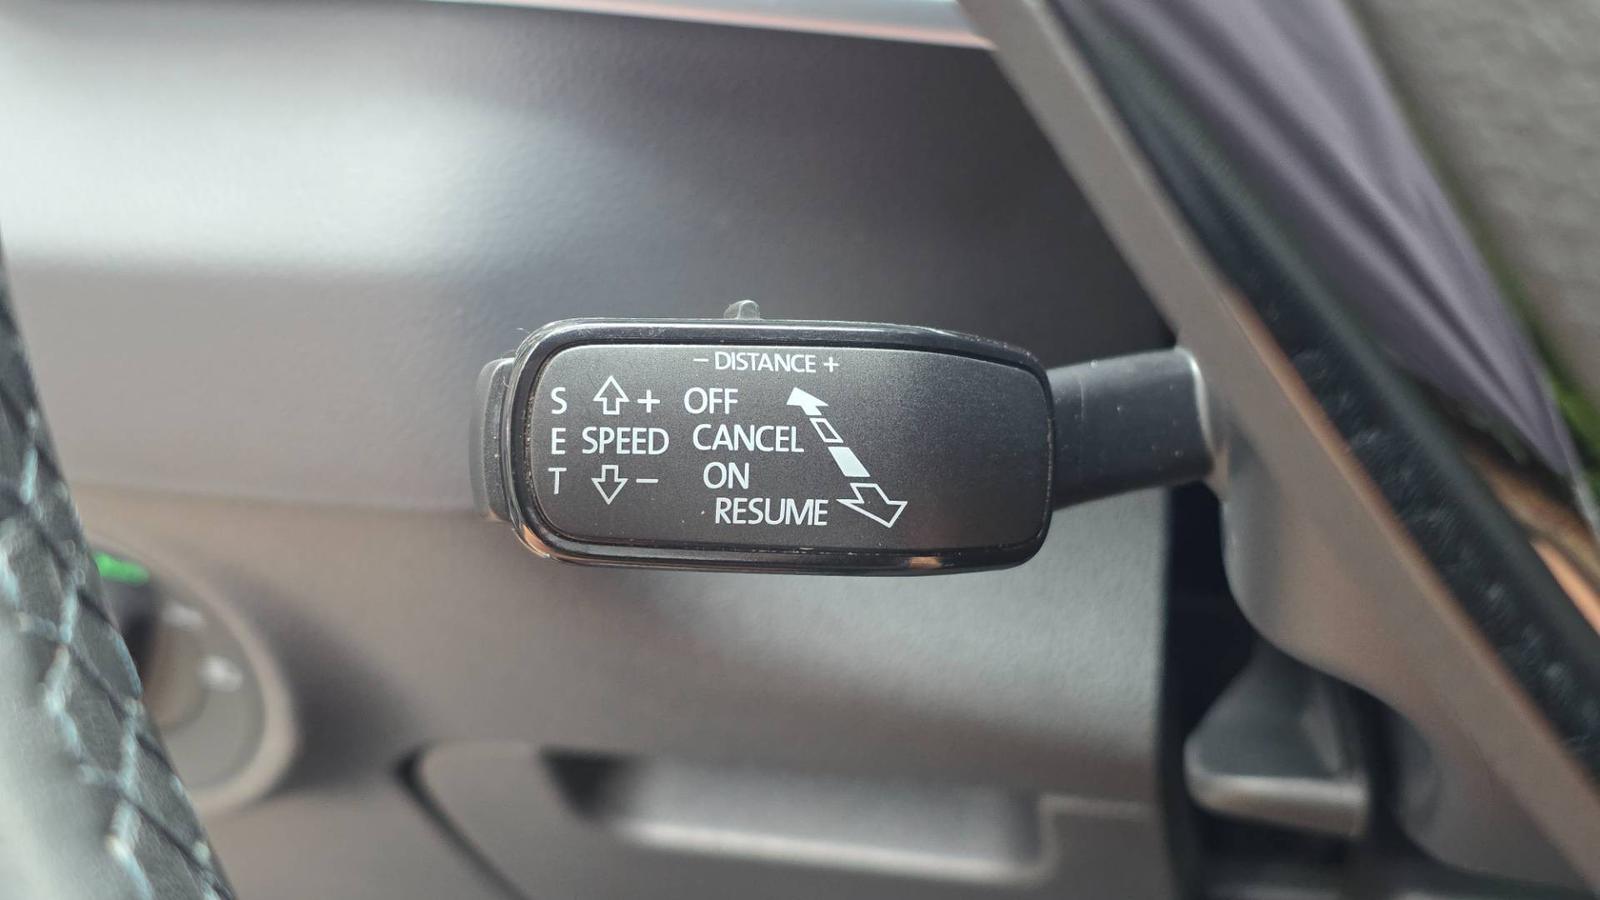 – DISTANCE +
S + OFF
E SPEED CANCEL
T – ON
RESUME